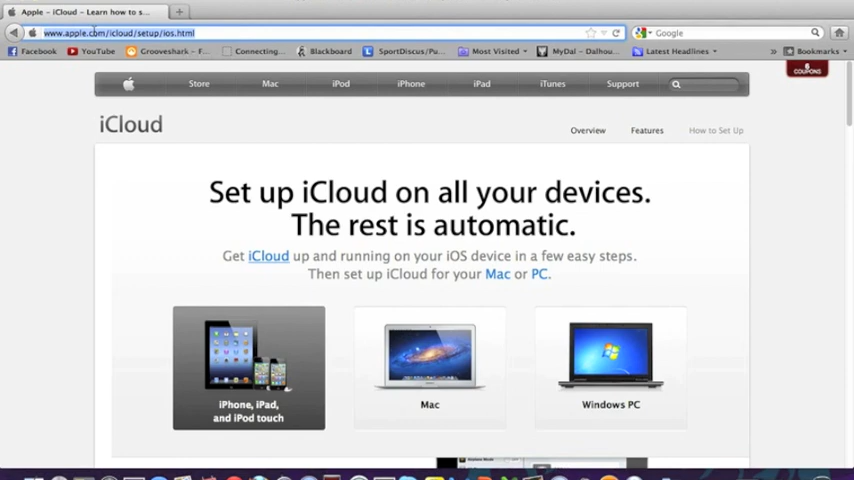 Apple - iCloud - Learn how to s...
www.apple.com/icloud/setup/ios.html
Google
Facebook
YouTube
Grooveshark - F...
Connecting...
Blackboard
SportDiscus/Pu...
Most Visited
MyDal - Dalhou...
Latest Headlines
Bookmarks
6
COUPONS
Store
Mac
iPod
iPhone
iPad
iTunes
Support
iCloud
Overview
Features
How to Set Up
Set up iCloud on all your devices.
The rest is automatic.
Get iCloud up and running on your iOS device in a few easy steps.
Then set up iCloud for your Mac or PC.
iPhone, iPad,
and iPod touch
Mac
Windows PC